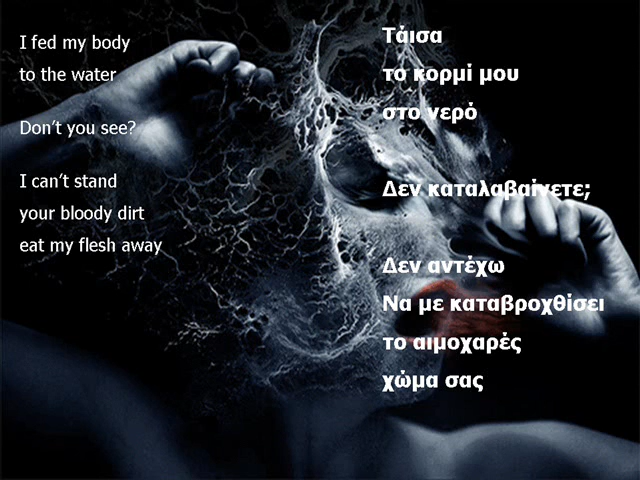 I fed my body
to the water
Don't you see?
I can't stand
your bloody dirt
eat my flesh away
Τάισα
το κορμί μου
στο νερό
Δεν καταλαβαίνετε;
Δεν αντέχω
Να με καταβροχθίσει
το αιμοχαρές
χώμα σας